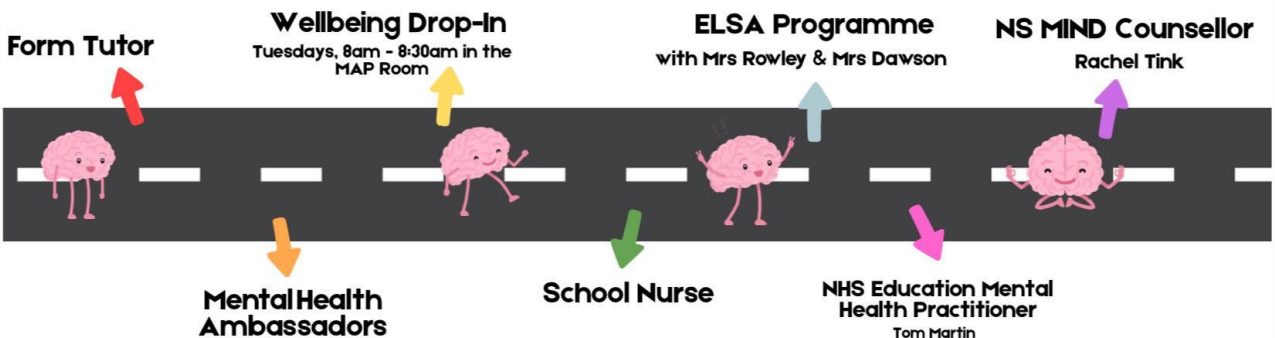 Form Tutor
Wellbeing Drop-In
Tuesdays, 8am - 8:30am in the
MAP Room
ELSA Programme
with Mrs Rowley & Mrs Dawson
NS MIND Counsellor
Rachel Tink
Mental Health
Ambassadors
School Nurse
NHS Education Mental
Health Practitioner
Tom Martin